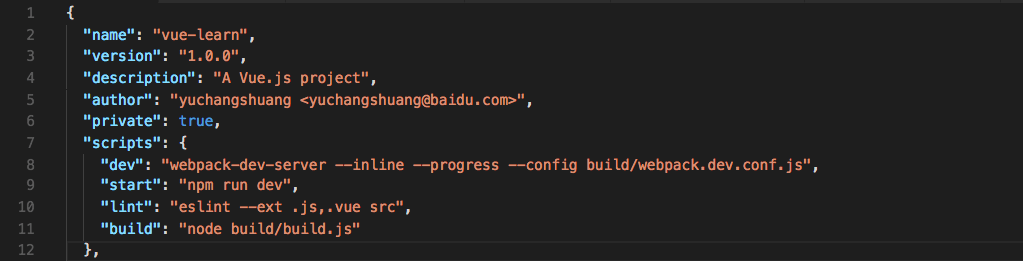 1 {
2 "name": "vue-learn",
3 "version": "1.0.0",
4 "description": "A Vue.js project",
5 "author": "yuchangshuang <yuchangshuang@baidu.com>",
6 "private": true,
7 "scripts": {
8 "dev": "webpack-dev-server --inline --progress --config build/webpack.dev.conf.js",
9 "start": "npm run dev",
10 "lint": "eslint --ext .js,.vue src",
11 "build": "node build/build.js"
12 },